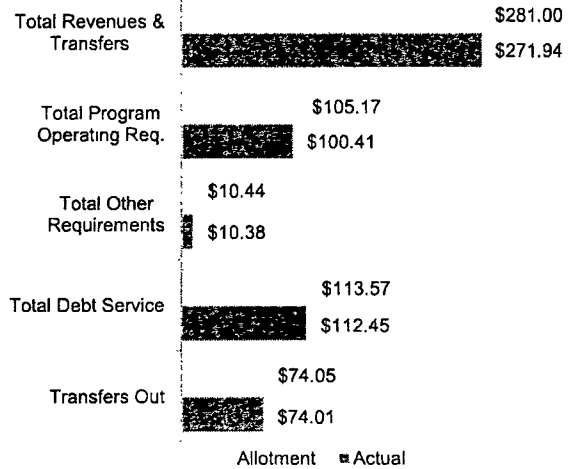 $281.00
Total Revenues &
Transfers
$271.94
$105.17
Total Program
Operating Req.
$100.41
$10.44
Total Other
Requirements
$10.38
$113.57
Total Debt Service
$112.45
$74.05
Transfers Out
$74.01
Allotment Actual